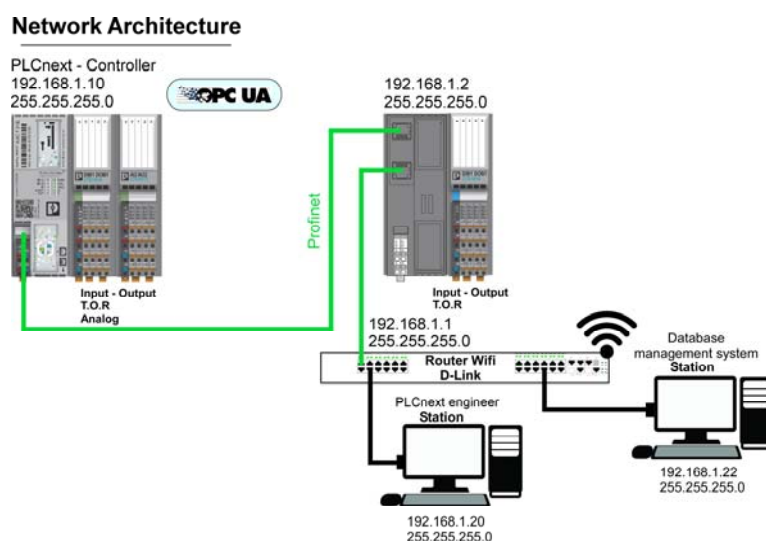 Network Architecture
PLCnext - Controller
192.168.1.10
255.255.255.0
OPC UA
192.168.1.2
255.255.255.0
Profinet
Input - Output
T.O.R
Analog
Input - Output
T.O.R
192.168.1.1
255.255.255.0
Router Wifi
D-Link
Database
management system
Station
PLCnext engineer
Station
192.168.1.22
255.255.255.0
192.168.1.20
255.255.255.0